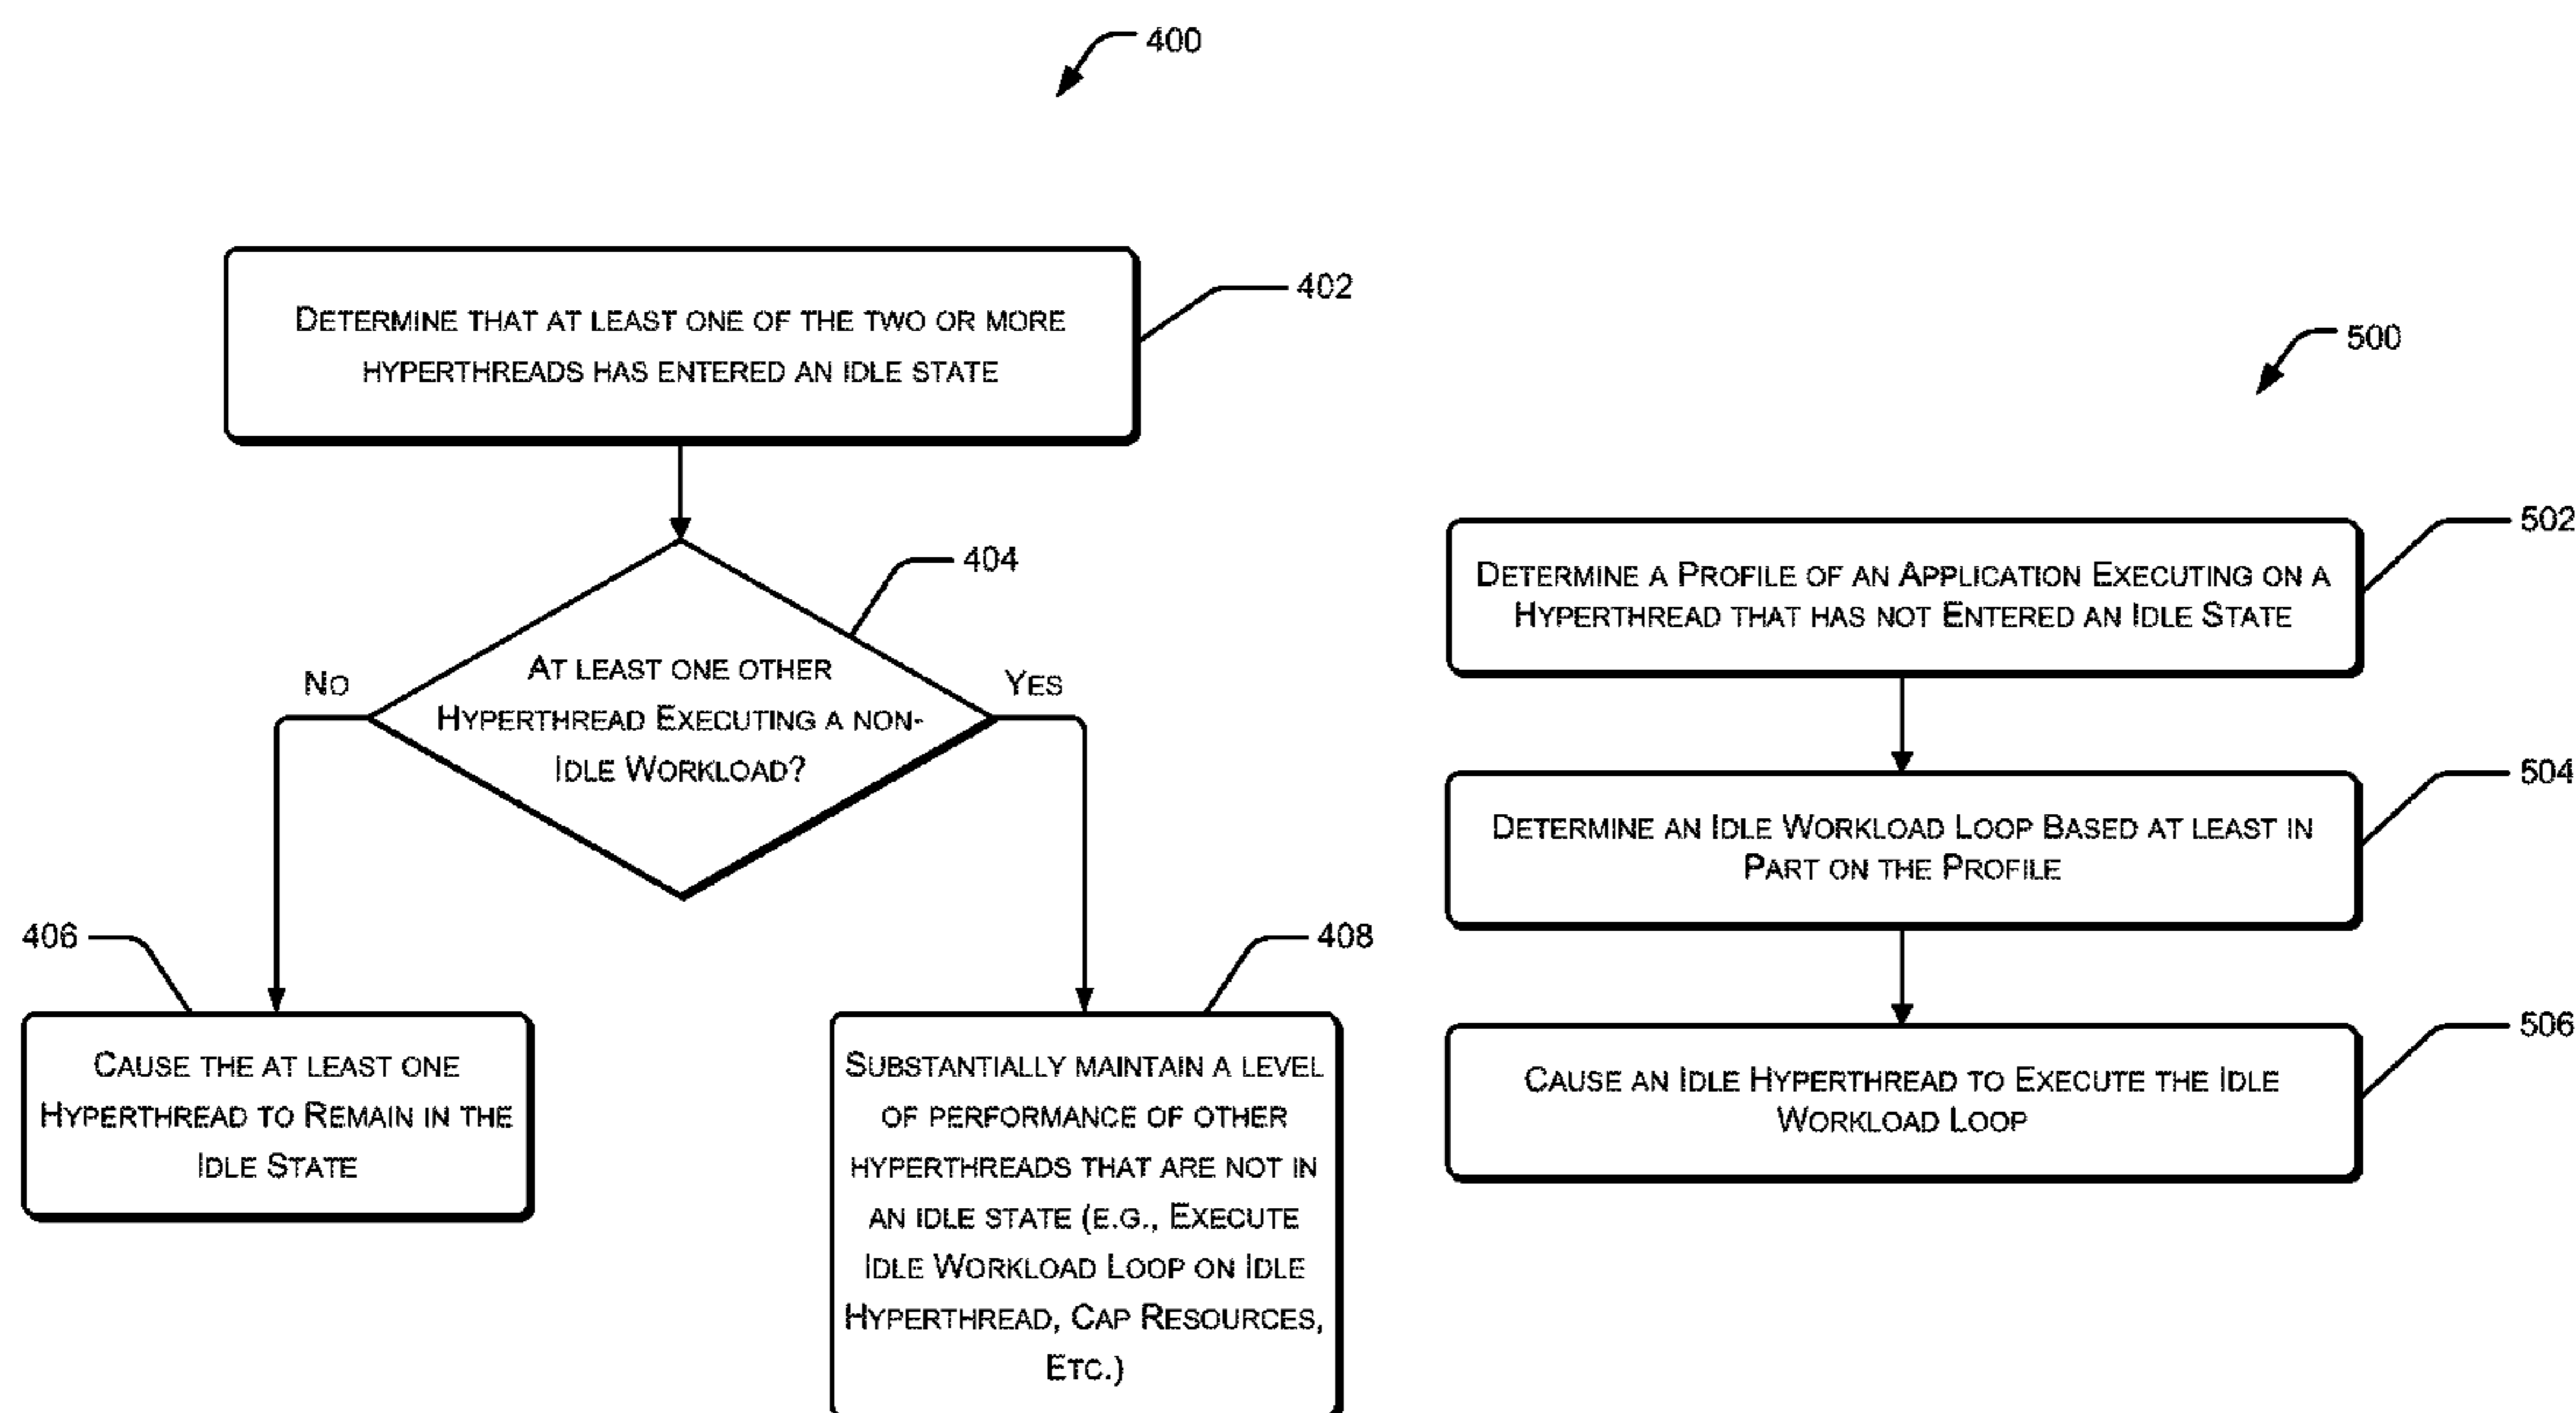 400
DETERMINE THAT AT LEAST ONE OF THE TWO OR MORE
HYPERTHREADS HAS ENTERED AN IDLE STATE
402
404
AT LEAST ONE OTHER
HYPERTHREAD EXECUTING A NON-
IDLE WORKLOAD?
NO
YES
406
CAUSE THE AT LEAST ONE
HYPERTHREAD TO REMAIN IN THE
IDLE STATE
408
SUBSTANTIALLY MAINTAIN A LEVEL
OF PERFORMANCE OF OTHER
HYPERTHREADS THAT ARE NOT IN
AN IDLE STATE (E.G., EXECUTE
IDLE WORKLOAD LOOP ON IDLE
HYPERTHREAD, CAP RESOURCES,
ETC.)
500
502
DETERMINE A PROFILE OF AN APPLICATION EXECUTING ON A
HYPERTHREAD THAT HAS NOT ENTERED AN IDLE STATE
504
DETERMINE AN IDLE WORKLOAD LOOP BASED AT LEAST IN
PART ON THE PROFILE
506
CAUSE AN IDLE HYPERTHREAD TO EXECUTE THE IDLE
WORKLOAD LOOP